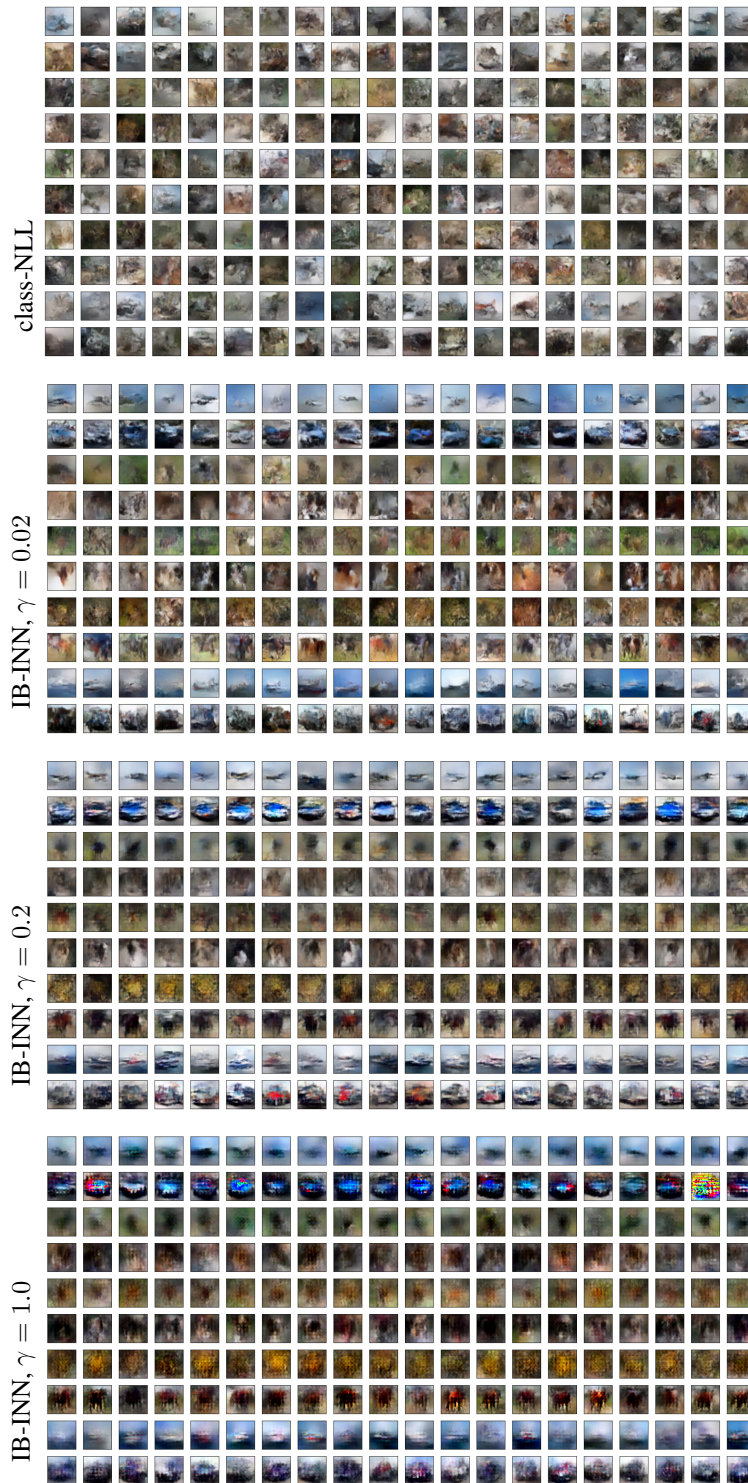 class-NLL
IB-INN, γ = 0.02
IB-INN, γ = 0.2
IB-INN, γ = 1.0